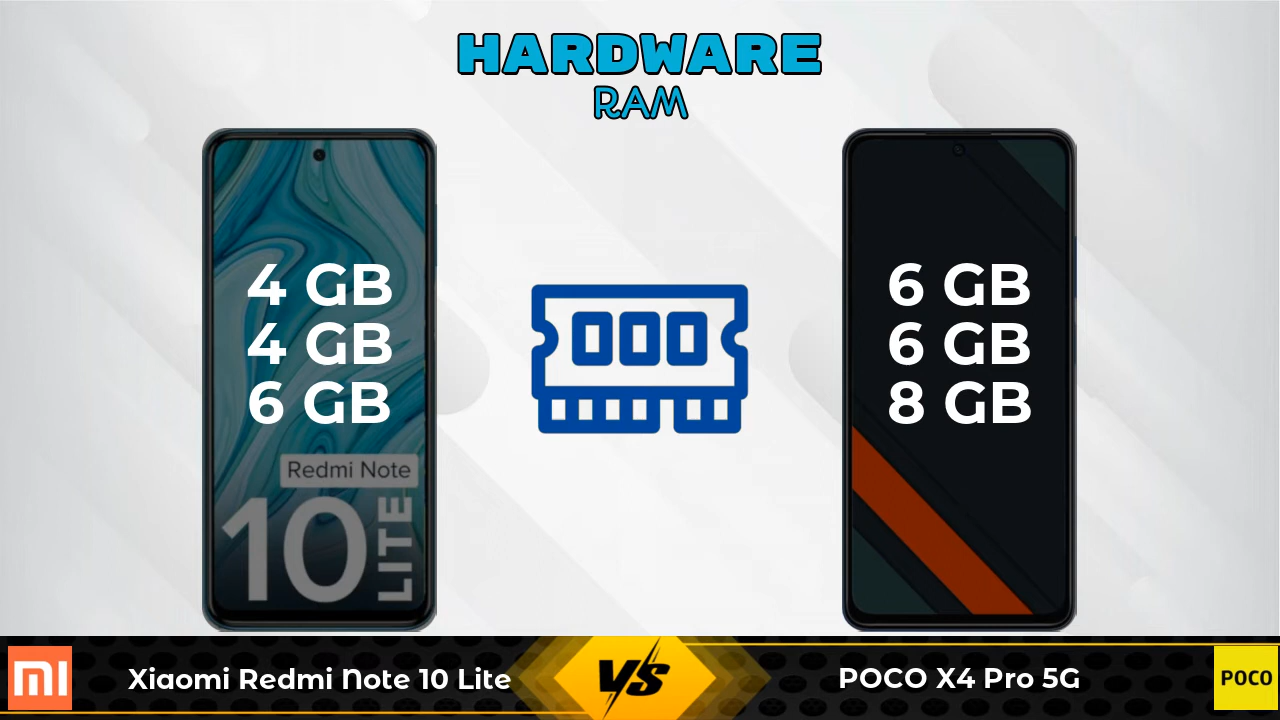 HARDWARE
RAM
4 GB
4 GB
6 GB
Redmi Note
10 LITE
6 GB
6 GB
8 GB
MI
Xiaomi Redmi Note 10 Lite
VS
POCO X4 Pro 5G
POCO